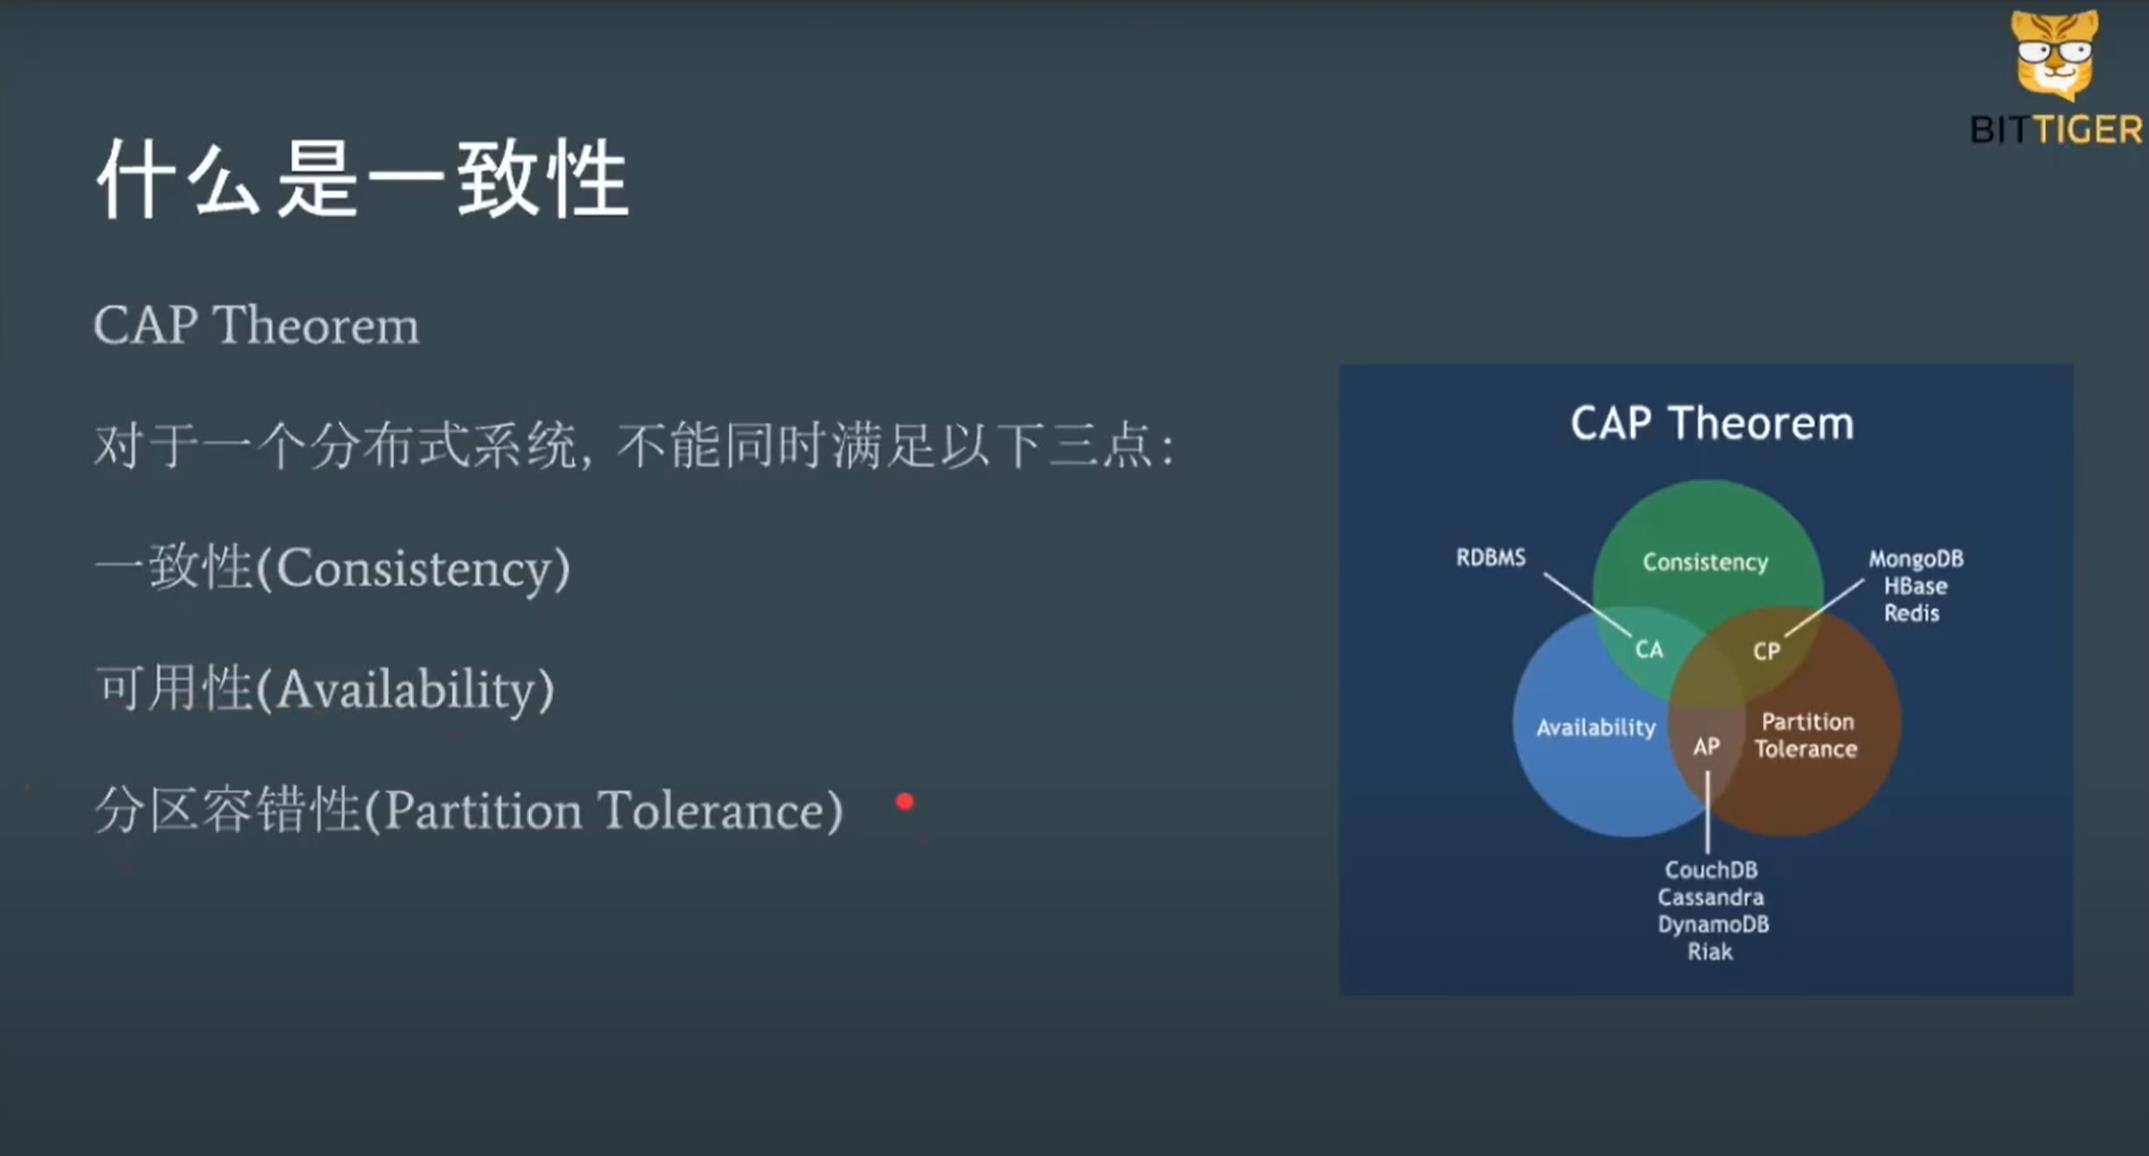 BITTIGER
什么是一致性
CAP Theorem
对于一个分布式系统, 不能同时满足以下三点:
一致性(Consistency)
可用性(Availability)
分区容错性(Partition Tolerance)
CAP Theorem
RDBMS
Consistency
MongoDB
HBase
Redis
CA
CP
Availability
Partition
Tolerance
AP
CouchDB
Cassandra
DynamoDB
Riak